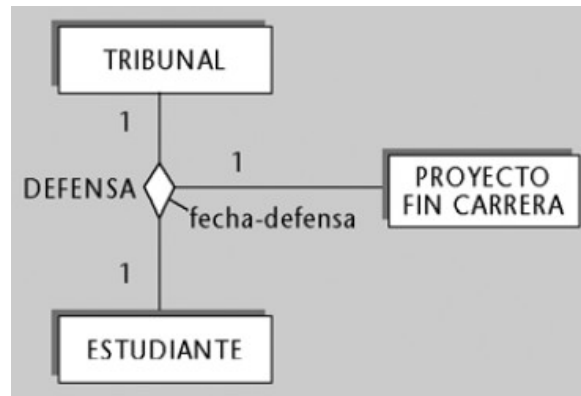 TRIBUNAL
1
1
DEFENSA
PROYECTO
FIN CARRERA
fecha-defensa
1
ESTUDIANTE